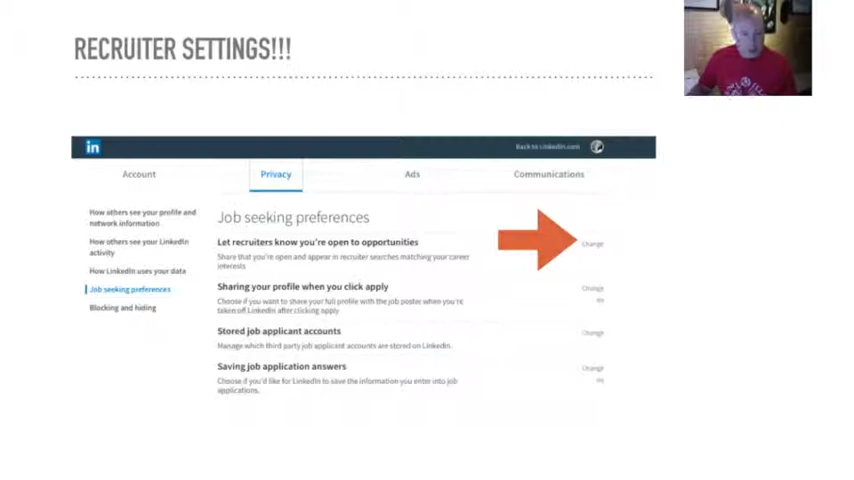 RECRUITER SETTINGS!!!
in
Back to LinkedIn.com
Account
Privacy
Ads
Communications
How others see your profile and
network information
How others see your LinkedIn
activity
How LinkedIn uses your data
Job seeking preferences
Blocking and hiding
Job seeking preferences
Let recruiters know you're open to opportunities
Change
Share that you're open and appear in recruiter searches matching your career
interests
Sharing your profile when you click apply
Change
Choose if you want to share your full profile with the job poster when you're
taken off LinkedIn after clicking apply
Stored job applicant accounts
Change
Manage which third party job applicant accounts are stored on LinkedIn.
Saving job application answers
Change
Choose if you'd like for LinkedIn to save the information you enter into job
applications.